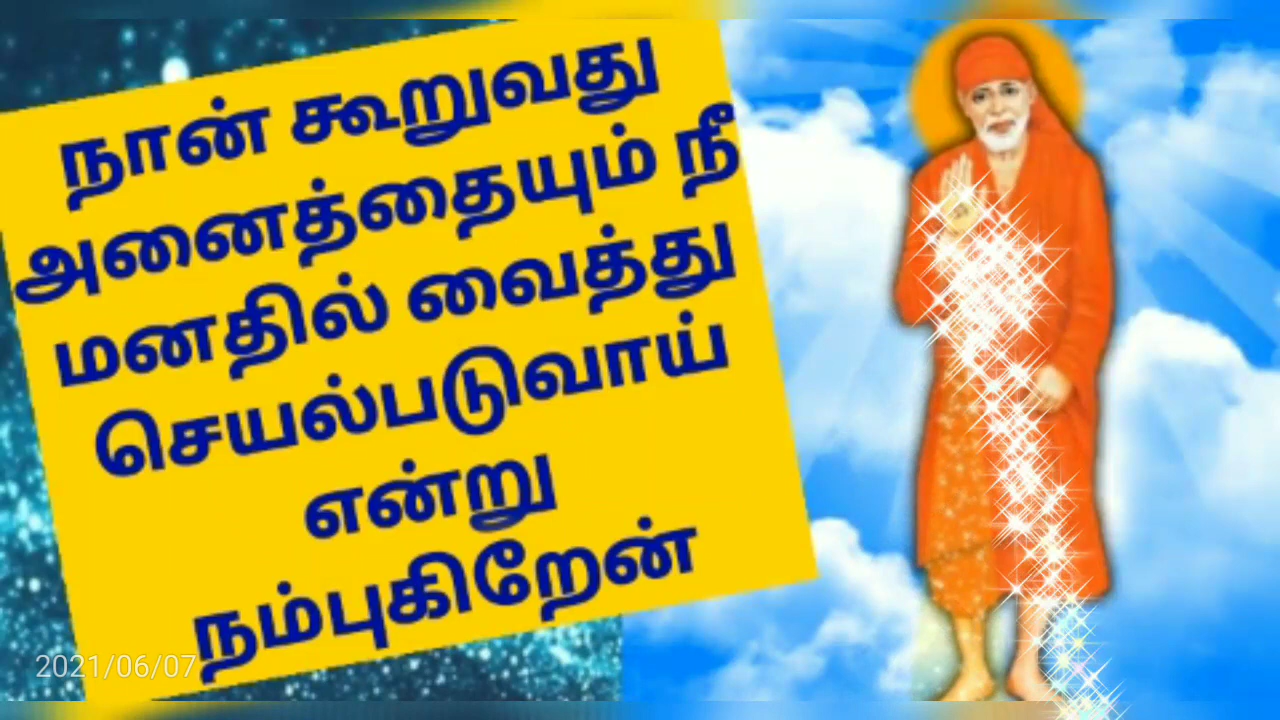 நான் கூறுவது
அனைத்தையும் நீ
மனதில் வைத்து
செயல்படுவாய்
என்று
நம்புகிறேன்
2021/06/07